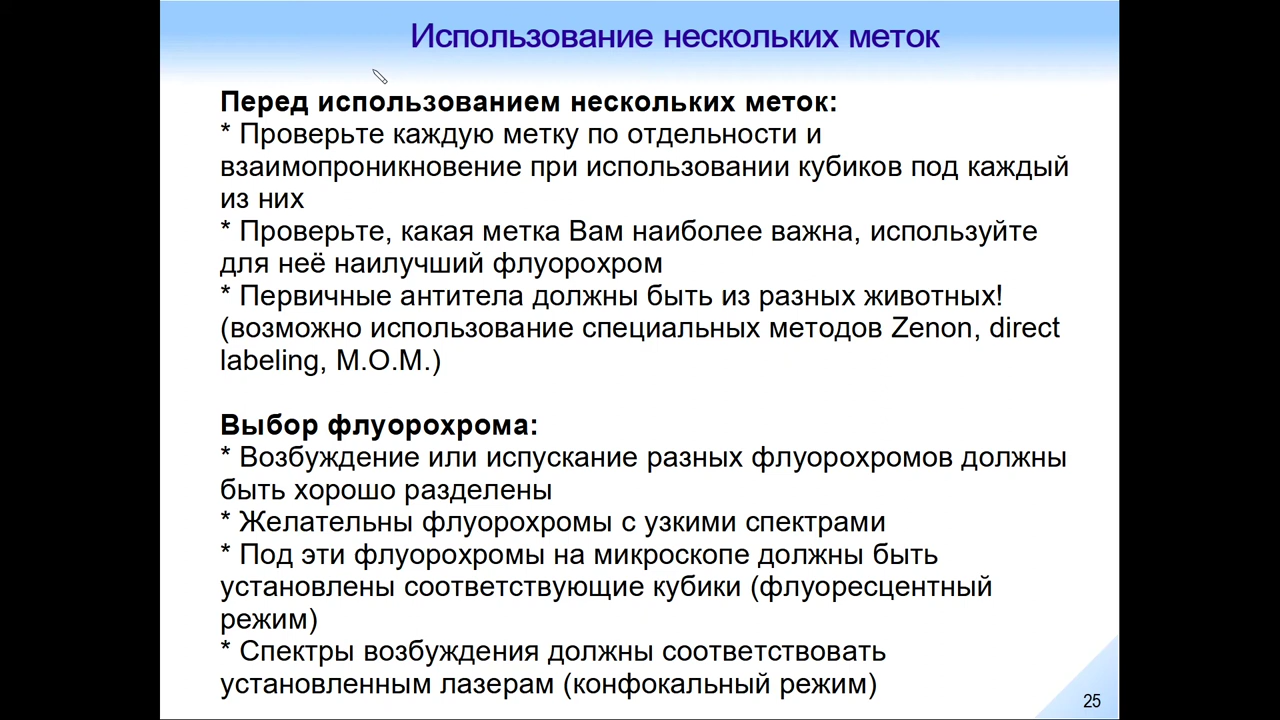 Использование нескольких меток
Перед использованием нескольких меток:
* Проверьте каждую метку по отдельности и
взаимопроникновение при использовании кубиков под каждый
из них
* Проверьте, какая метка Вам наиболее важна, используйте
для неё наилучший флуорохром
* Первичные антитела должны быть из разных животных!
(возможно использование специальных методов Zenon, direct
labeling, M.O.M.)
Выбор флуорохрома:
* Возбуждение или испускание разных флуорохромов должны
быть хорошо разделены
* Желательны флуорохромы с узкими спектрами
* Под эти флуорохромы на микроскопе должны быть
установлены соответствующие кубики (флуоресцентный
режим)
* Спектры возбуждения должны соответствовать
установленным лазерам (конфокальный режим)
25